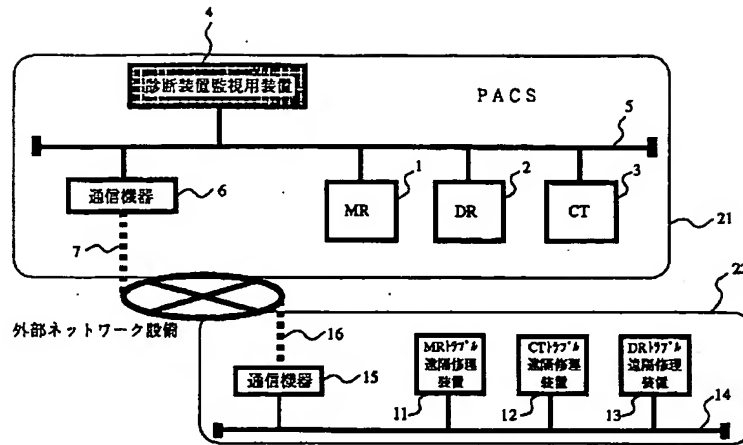 4
診断装置監視用装置
PACS
5
通信機器
6
MR
1
DR
2
CT
3
7
21
外部ネットワーク設備
22
16
通信機器
15
MRトラブル
遠隔修理
装置
11
CTトラブル
遠隔修理
装置
12
DRトラブル
遠隔修理
装置
13
14